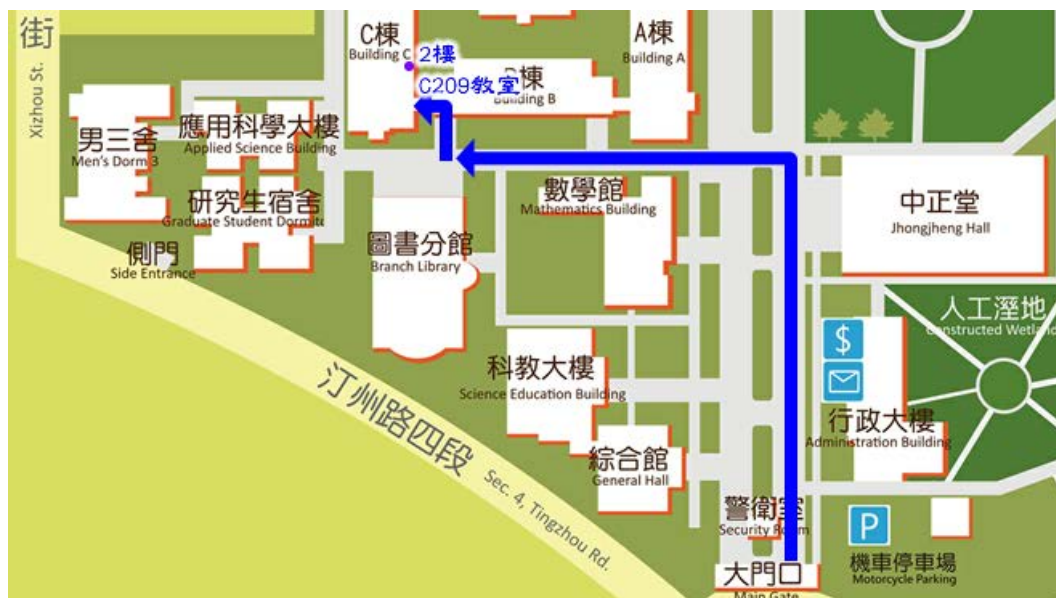 街
Xizhou St.
C棟
Building C
2樓
C209教室
B棟
Building B
A棟
Building A
男三舍
Men's Dorm 3
應用科學大樓
Applied Science Building
研究生宿舍
Graduate Student Dormito
側門
Side Entrance
圖書分館
Branch Library
數學館
Mathematics Building
中正堂
Jhongjheng Hall
人工溼地
Constructed Wetland
$
科教大樓
Science Education Building
行政大樓
Administration Building
綜合館
General Hall
汀州路四段
Sec. 4, Tingzhou Rd.
警衛室
Security Room
P
機車停車場
Motorcycle Parking
大門口
Main Gate